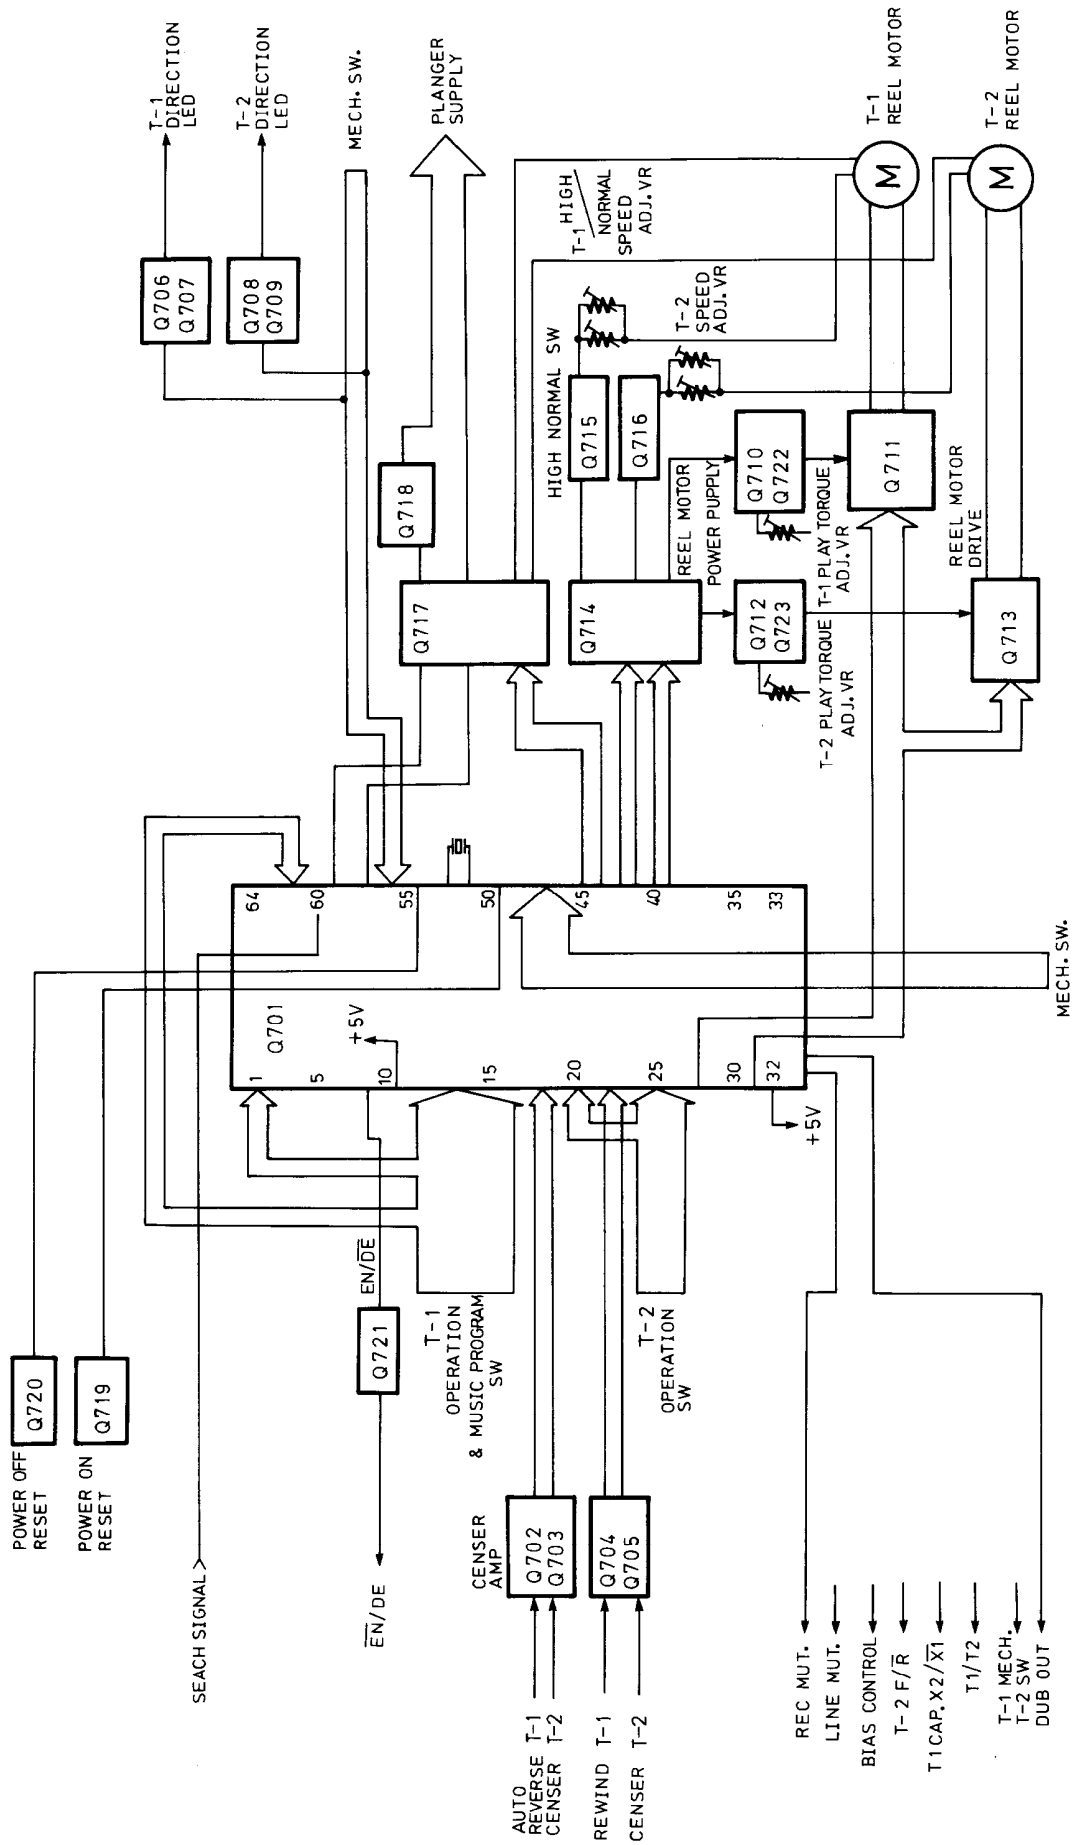 POWER OFF
RESET
Q720
POWER ON
RESET
Q719
SEACH SIGNAL
EN/DE
Q721
EN/DE
T-1
OPERATION
& MUSIC PROGRAM
SW
CENSER
AMP
AUTO
REVERSE T-1
CENSER T-2
Q702
Q703
REWIND T-1
CENSER T-2
Q704
Q705
T-2
OPERATION
SW
REC MUT.
LINE MUT.
BIAS CONTROL
T-2 F/R
T1 CAP. X2/X1
T1/T2
T-1 MECH.
T-2 SW
DUB OUT
Q701
+5V
1
5
10
15
20
25
30
32
+5V
64
60
55
50
45
40
35
33
MECH. SW.
Q706
Q707
T-1
DIRECTION
LED
Q708
Q709
T-2
DIRECTION
LED
MECH. SW.
Q718
PLANGER
SUPPLY
Q717
HIGH NORMAL SW
Q715
Q716
Q714
T-1 HIGH/
NORMAL
SPEED
ADJ.VR
T-2
SPEED
ADJ.VR
REEL MOTOR
POWER PUPPLY
Q710
Q722
Q712
Q723
T-1 PLAY TORQUE
ADJ.VR
T-2 PLAY TORQUE
ADJ.VR
Q711
REEL MOTOR
DRIVE
Q713
M
T-1
REEL MOTOR
M
T-2
REEL MOTOR